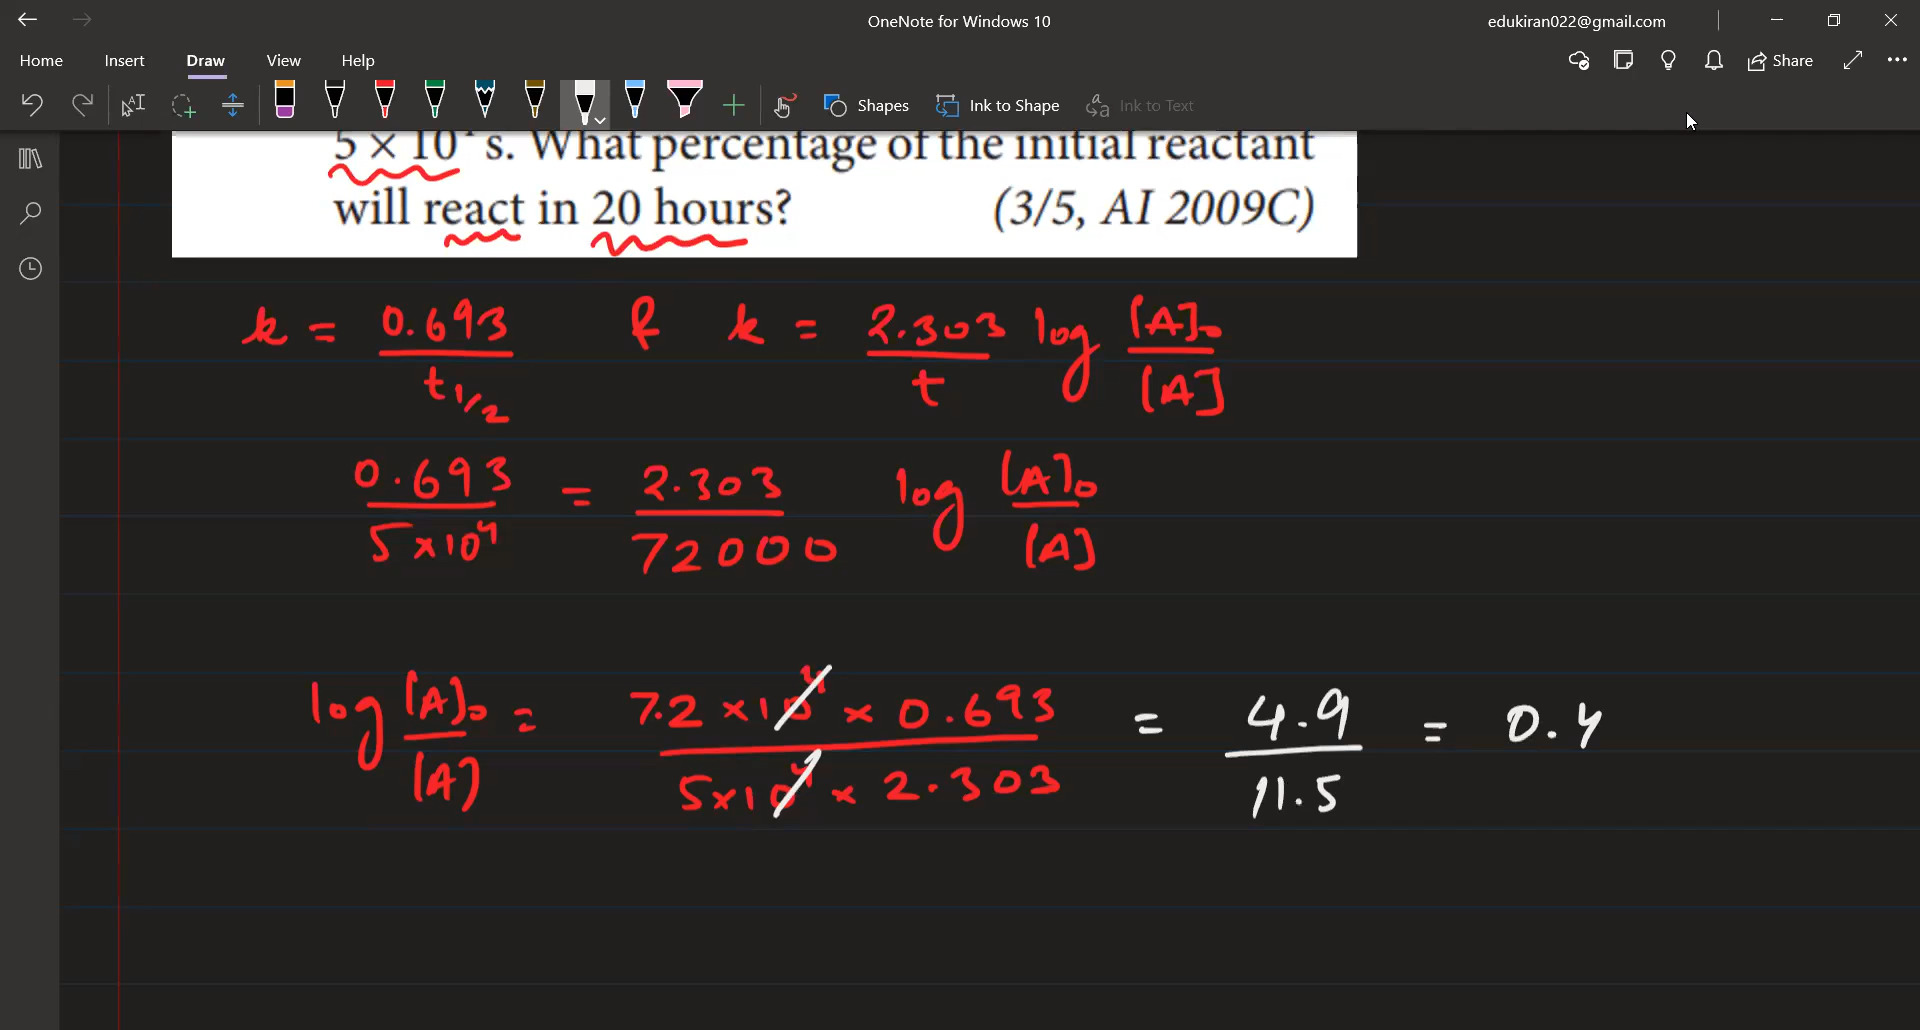 OneNote for Windows 10 edukiran022@gmail.com
Home Insert Draw View Help Share
Shapes Ink to Shape Ink to Text
5 × 10⁴ s. What percentage of the initial reactant
will react in 20 hours? (3/5, AI 2009C)
k = 0.693 / t1/2 & k = 2.303 / t log [A]₀ / [A]
0.693 / 5×10⁴ = 2.303 / 72000 log [A]₀ / [A]
log [A]₀ / [A] = 7.2 ×10⁴ × 0.693 / 5×10⁴ × 2.303 = 4.9 / 11.5 = 0.4